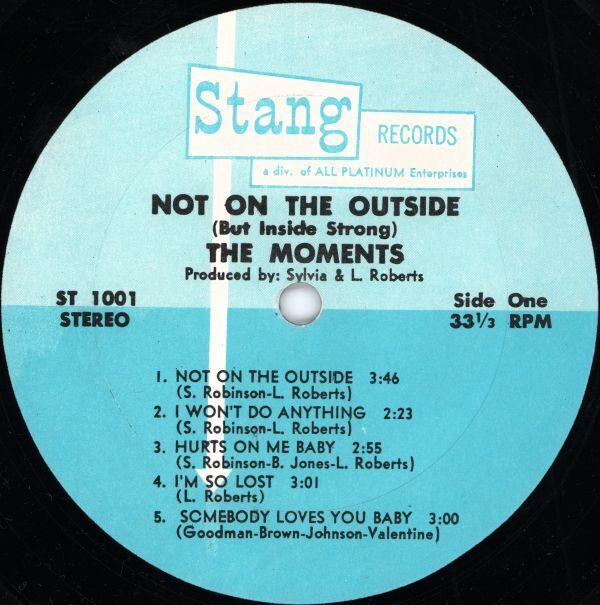 Stang RECORDS
a div. of ALL PLATINUM Enterprises
NOT ON THE OUTSIDE
(But Inside Strong)
THE MOMENTS
Produced by: Sylvia & L. Roberts
ST 1001
STEREO
Side One
33 1/3 RPM
1. NOT ON THE OUTSIDE 3:46
(S. Robinson-L. Roberts)
2. I WON'T DO ANYTHING 2:23
(S. Robinson-L. Roberts)
3. HURTS ON ME BABY 2:55
(S. Robinson-B. Jones-L. Roberts)
4. I'M SO LOST 3:01
(L. Roberts)
5. SOMEBODY LOVES YOU BABY 3:00
(Goodman-Brown-Johnson-Valentine)